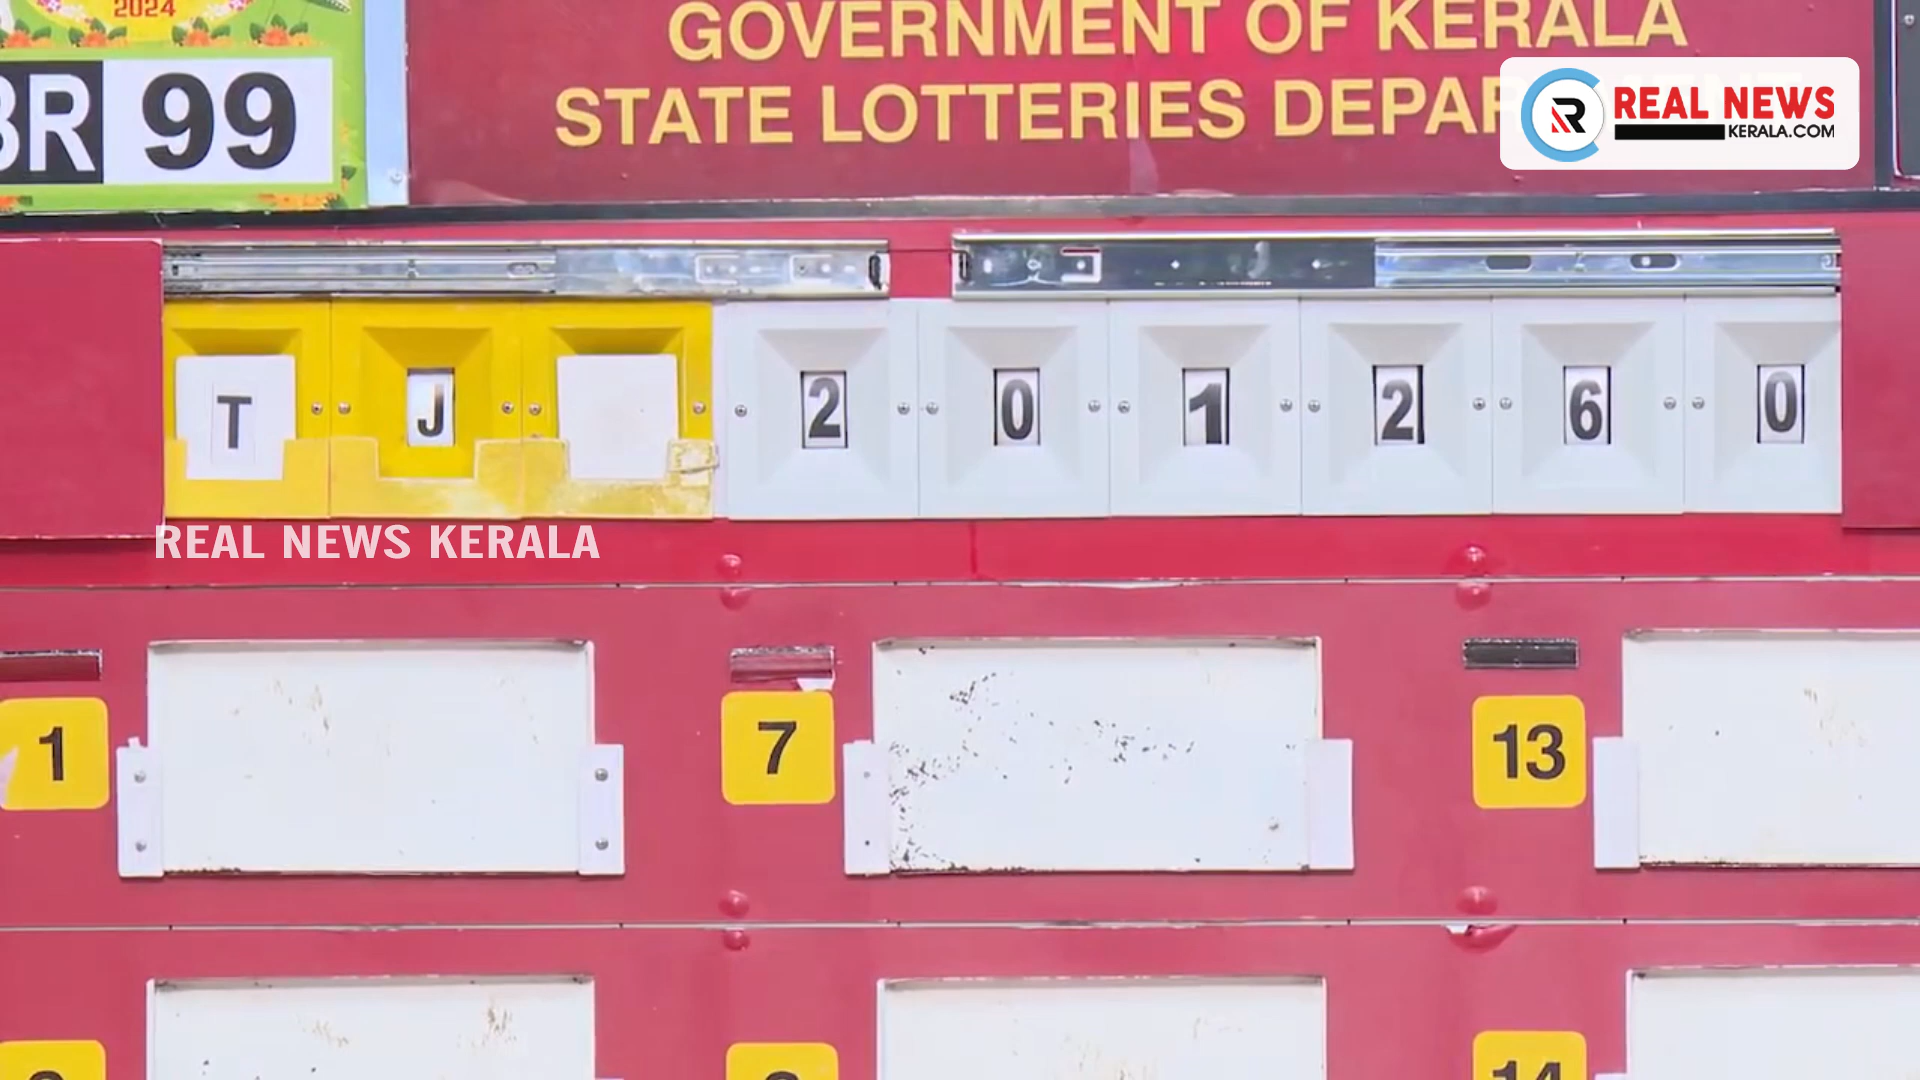 2024
BR 99
GOVERNMENT OF KERALA
STATE LOTTERIES DEPAR
REAL NEWS
KERALA.COM
T J 2 0 1 2 6 0
REAL NEWS KERALA
1
7
13